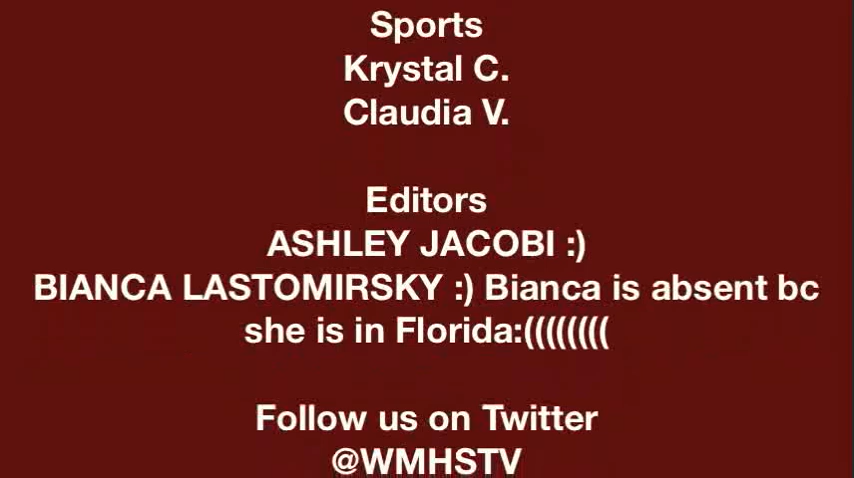 Sports
Krystal C.
Claudia V.
Editors
ASHLEY JACOBI :)
BIANCA LASTOMIRSKY :) Bianca is absent bc
she is in Florida:((((((((
Follow us on Twitter
@WMHSTV